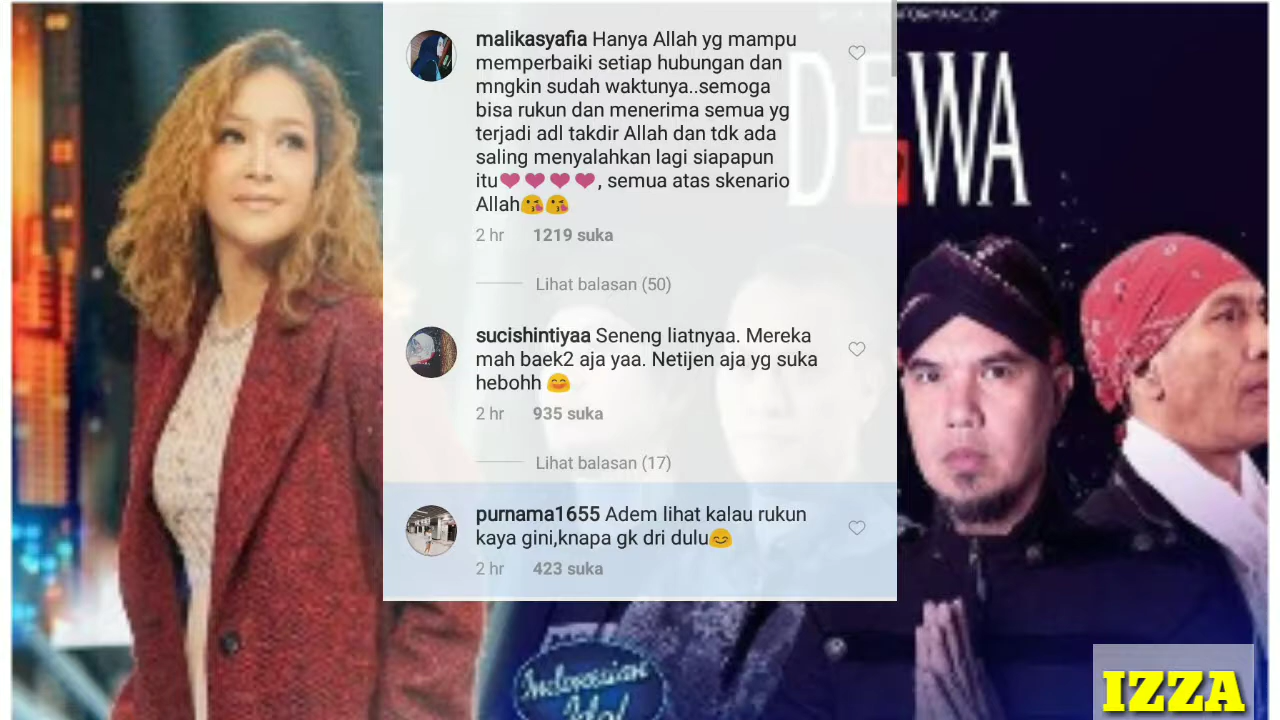 malikasyafia Hanya Allah yg mampu
memperbaiki setiap hubungan dan
mngkin sudah waktunya..semoga
bisa rukun dan menerima semua yg
terjadi adl takdir Allah dan tdk ada
saling menyalahkan lagi siapapun
itu💗💗💗💗, semua atas skenario
Allah😘😘
2 hr 1219 suka
Lihat balasan (50)
sucishintiyaa Seneng liatnyaa. Mereka
mah baek2 aja yaa. Netijen aja yg suka
hebohh 😄
2 hr 935 suka
Lihat balasan (17)
purnama1655 Adem lihat kalau rukun
kaya gini,knapa gk dri dulu😊
2 hr 423 suka
DEWA
Indonesian
Idol
IZZA